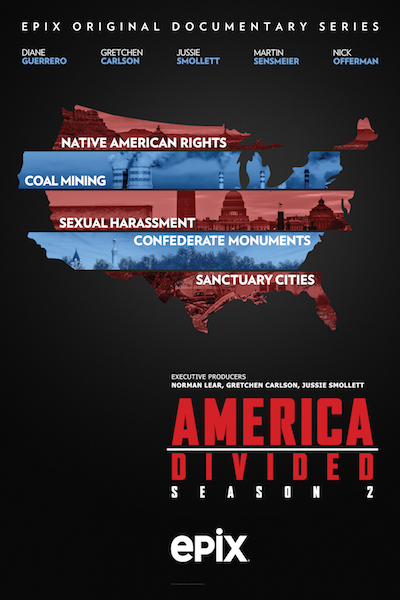 EPIX ORIGINAL DOCUMENTARY SERIES
DIANE GUERRERO
GRETCHEN CARLSON
JUSSIE SMOLLETT
MARTIN SENSMEIER
NICK OFFERMAN
NATIVE AMERICAN RIGHTS
COAL MINING
SEXUAL HARASSMENT
CONFEDERATE MONUMENTS
SANCTUARY CITIES
EXECUTIVE PRODUCERS
NORMAN LEAR, GRETCHEN CARLSON, JUSSIE SMOLLETT
AMERICA
DIVIDED
SEASON 2
epix